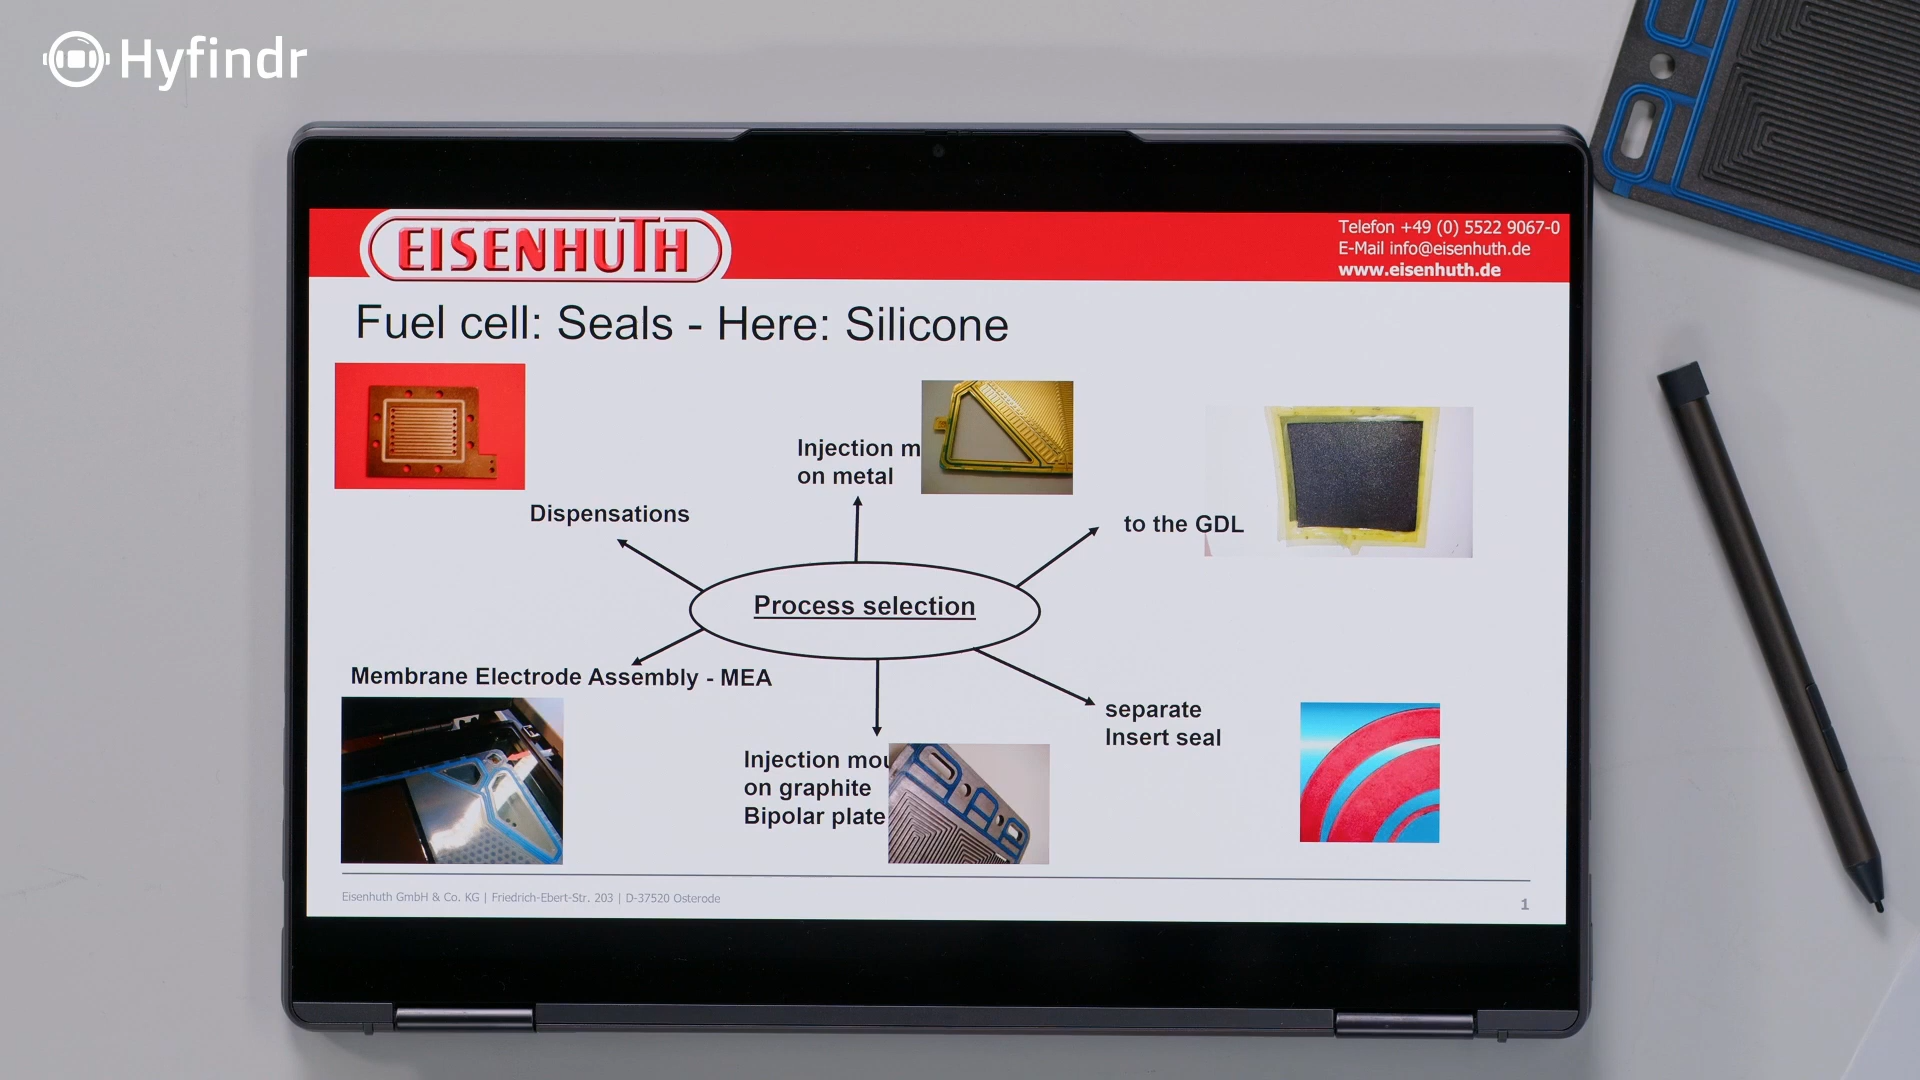 Hyfindr
EISENHUTH
Telefon +49 (0) 5522 9067-0
E-Mail info@eisenhuth.de
www.eisenhuth.de
Fuel cell: Seals - Here: Silicone
Injection m
on metal
Dispensations
to the GDL
Process selection
Membrane Electrode Assembly - MEA
separate
Insert seal
Injection mou
on graphite
Bipolar plate
Eisenhuth GmbH & Co. KG | Friedrich-Ebert-Str. 203 | D-37520 Osterode
1